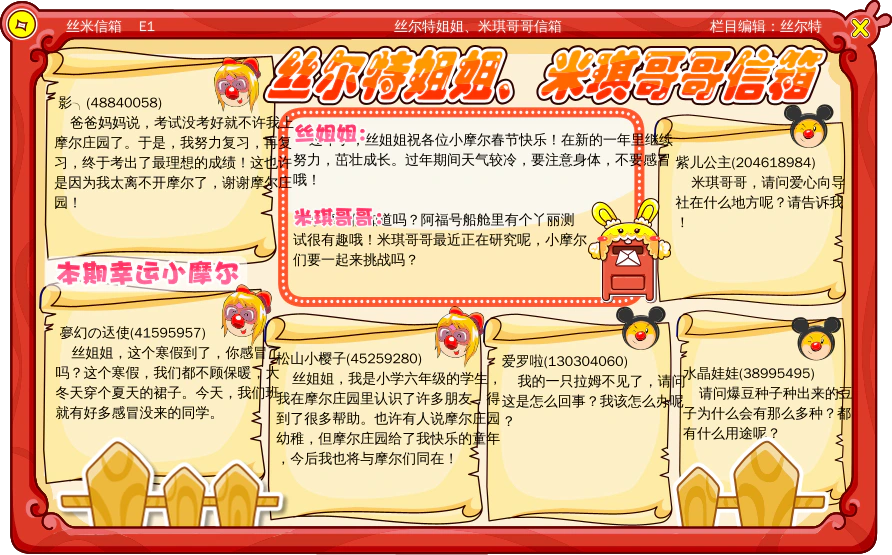 丝米信箱 E1
丝尔特姐姐、米琪哥哥信箱
栏目编辑：丝尔特
丝尔特姐姐、米琪哥哥信箱
影╮(48840058)
爸爸妈妈说，考试没考好就不许我上
摩尔庄园了。于是，我努力复习，再复
习，终于考出了最理想的成绩！这也许
是因为我太离不开摩尔了，谢谢摩尔庄
园！
丝姐姐：
丝姐姐祝各位小摩尔春节快乐！在新的一年里继续
努力，茁壮成长。过年期间天气较冷，要注意身体，不要感冒
哦！
米琪哥哥：
道吗？阿福号船舱里有个丫丽测
试很有趣哦！米琪哥哥最近正在研究呢，小摩尔
们要一起来挑战吗？
紫儿公主(204618984)
米琪哥哥，请问爱心向导
社在什么地方呢？请告诉我
！
本期幸运小摩尔
夢幻の送使(41595957)
丝姐姐，这个寒假到了，你感冒了
吗？这个寒假，我们都不顾保暖，大
冬天穿个夏天的裙子。今天，我们班
就有好多感冒没来的同学。
松山小樱子(45259280)
丝姐姐，我是小学六年级的学生，
我在摩尔庄园里认识了许多朋友，得
到了很多帮助。也许有人说摩尔庄园
幼稚，但摩尔庄园给了我快乐的童年
，今后我也将与摩尔们同在！
爱罗啦(130304060)
我的一只拉姆不见了，请问
这是怎么回事？我该怎么办呢
？
水晶娃娃(38995495)
请问爆豆种子种出来的豆
子为什么会有那么多种？都
有什么用途呢？